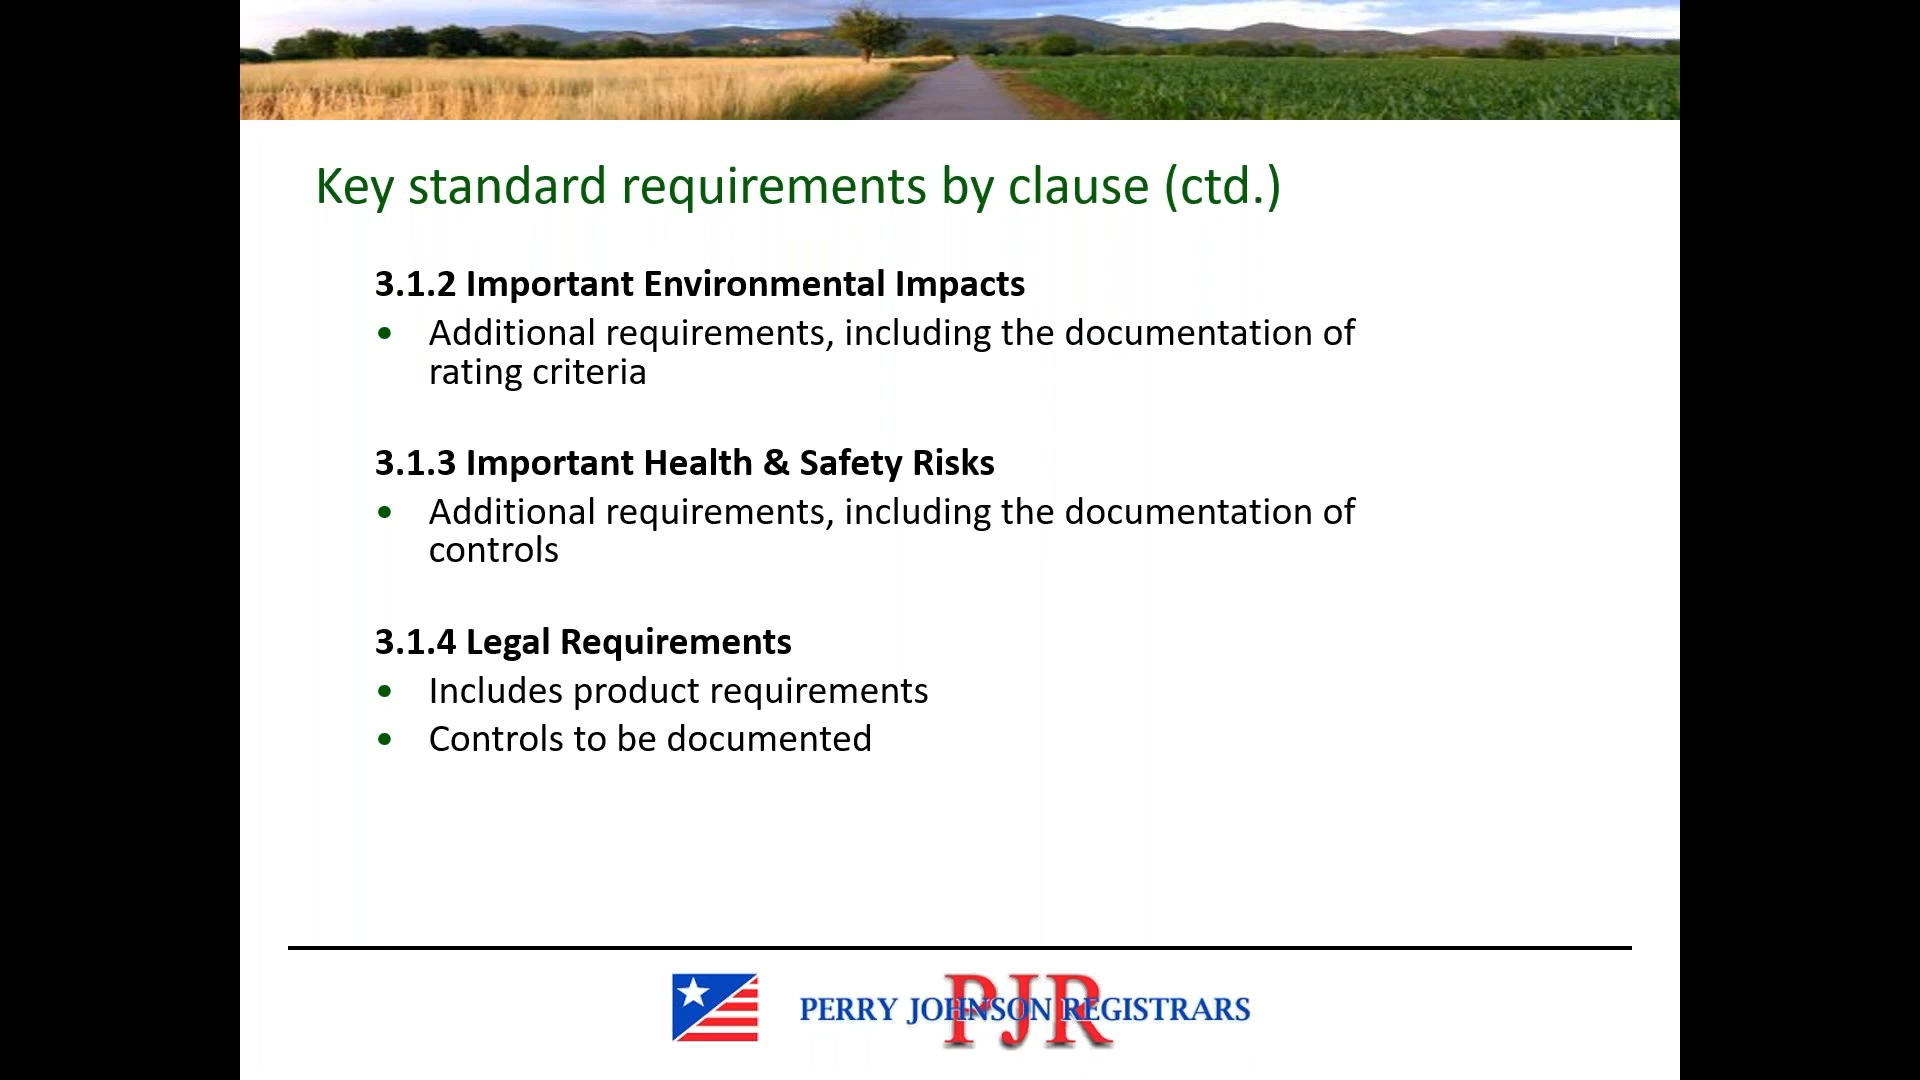 Key standard requirements by clause (ctd.)
3.1.2 Important Environmental Impacts
• Additional requirements, including the documentation of
rating criteria
3.1.3 Important Health & Safety Risks
• Additional requirements, including the documentation of
controls
3.1.4 Legal Requirements
• Includes product requirements
• Controls to be documented
PJR
PERRY JOHNSON REGISTRARS